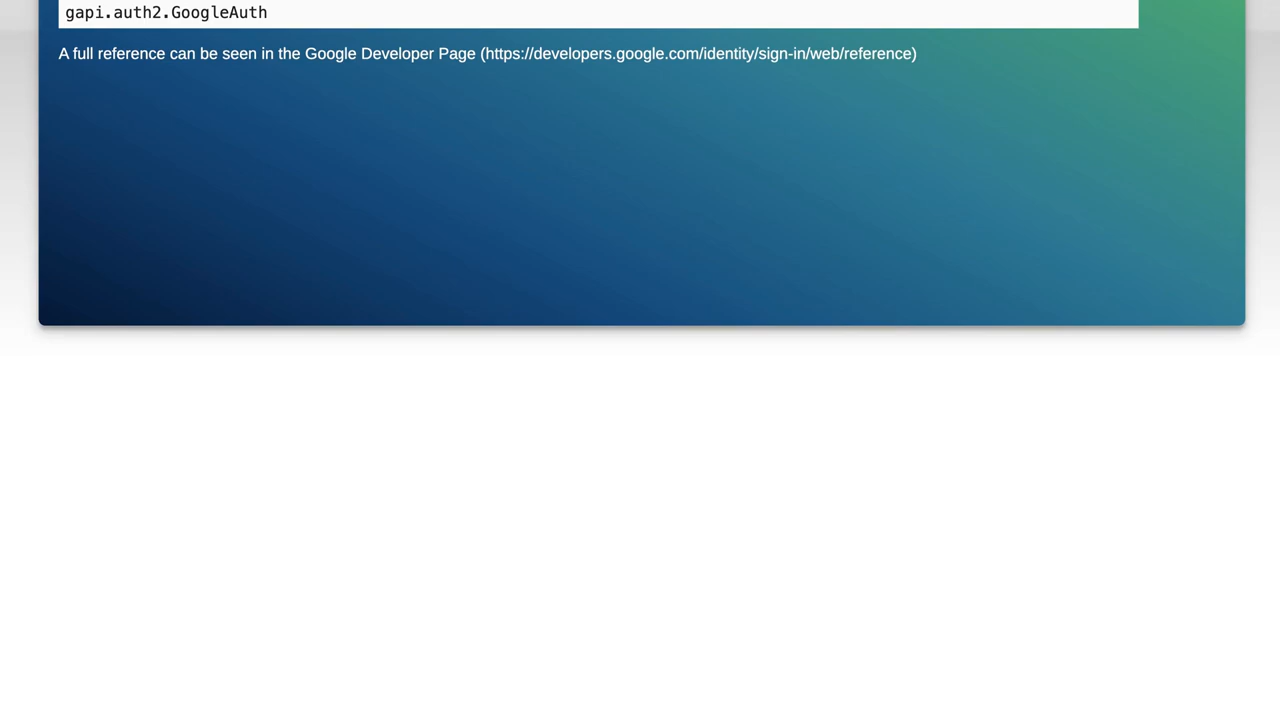 gapi.auth2.GoogleAuth
A full reference can be seen in the Google Developer Page (https://developers.google.com/identity/sign-in/web/reference)